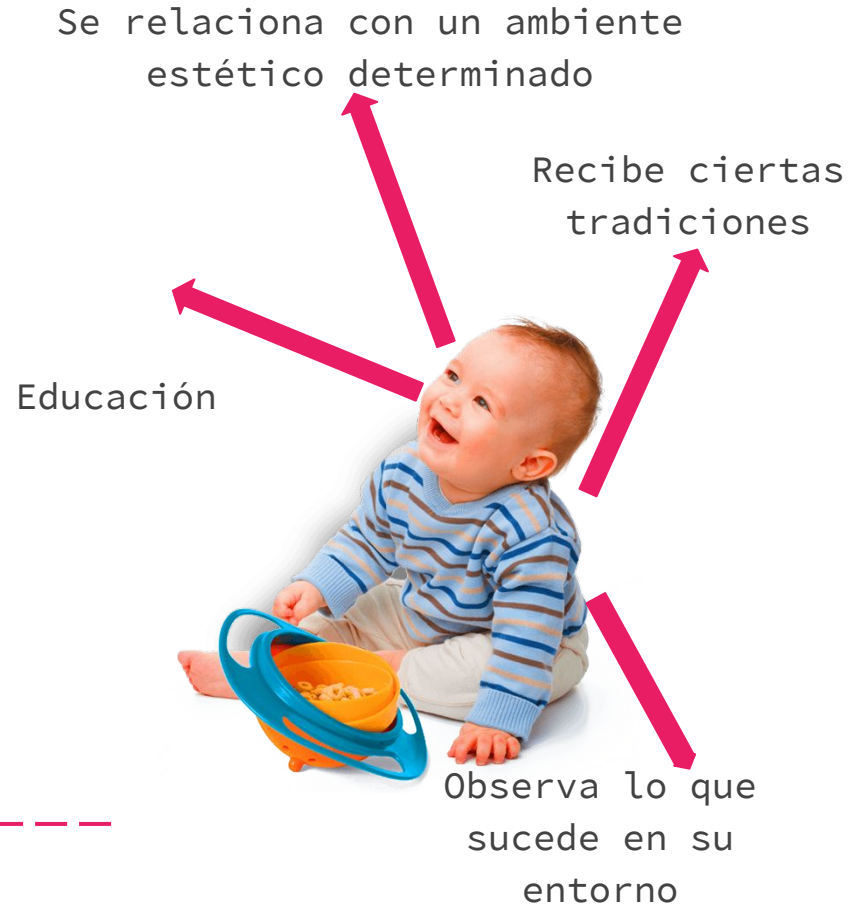 Se relaciona con un ambiente
estético determinado
Recibe ciertas
tradiciones
Educación
Observa lo que
sucede en su
entorno